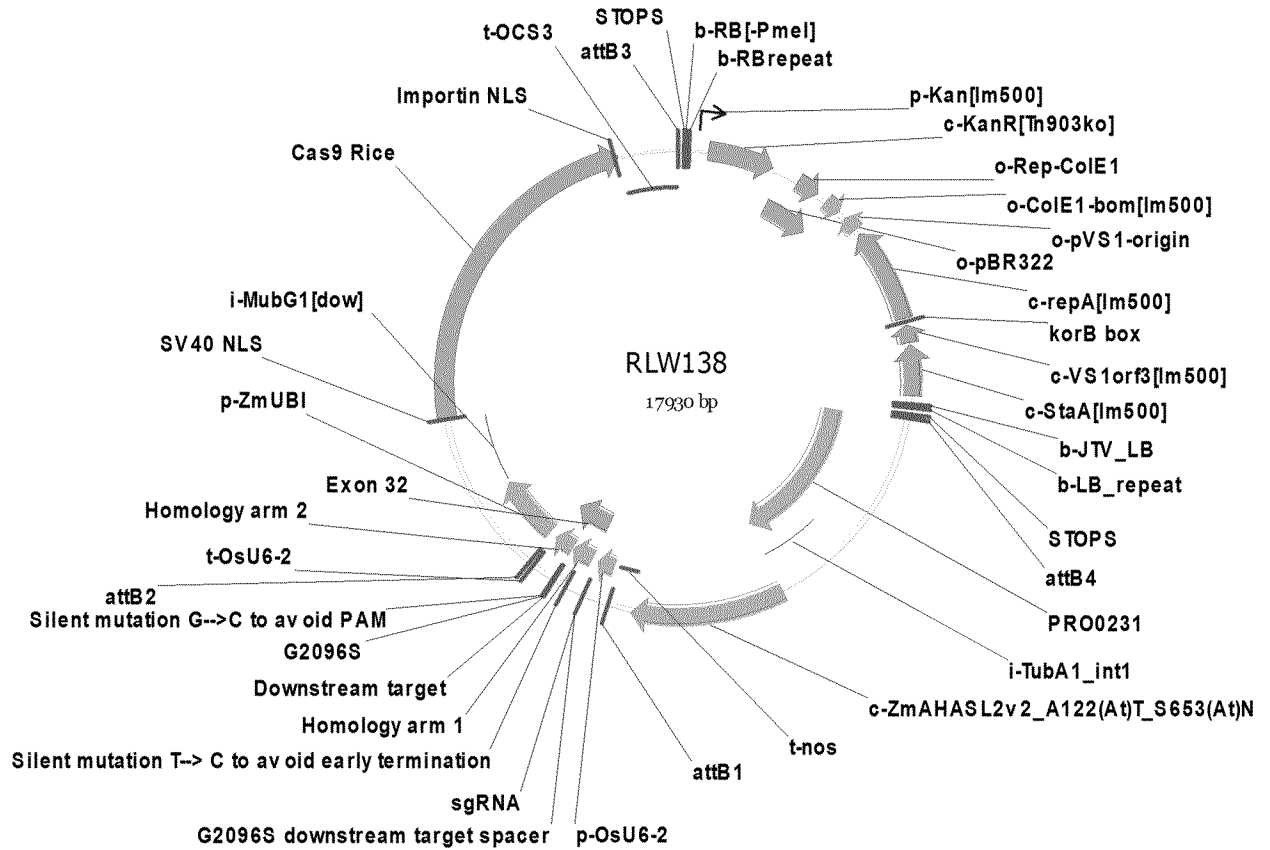 STOPS
t-OCS3
b-RB[-PmeI]
attB3
b-RBrepeat
Importin NLS
p-Kan[lm500]
c-KanR[Tn903ko]
Cas9 Rice
o-Rep-ColE1
o-ColE1-bom[lm500]
o-pVS1-origin
o-pBR322
i-MubG1[dow]
c-repA[lm500]
korB box
SV40 NLS
RLW138
17930 bp
c-VS1orf3[lm500]
p-ZmUBI
c-StaA[lm500]
b-JTV_LB
Exon 32
b-LB_repeat
Homology arm 2
STOPS
t-OsU6-2
attB4
attB2
Silent mutation G-->C to avoid PAM
PRO0231
G2096S
i-TubA1_int1
Downstream target
c-ZmAHASL2v2_A122(At)T_S653(At)N
Homology arm 1
t-nos
Silent mutation T--> C to avoid early termination
attB1
sgRNA
G2096S downstream target spacer
p-OsU6-2